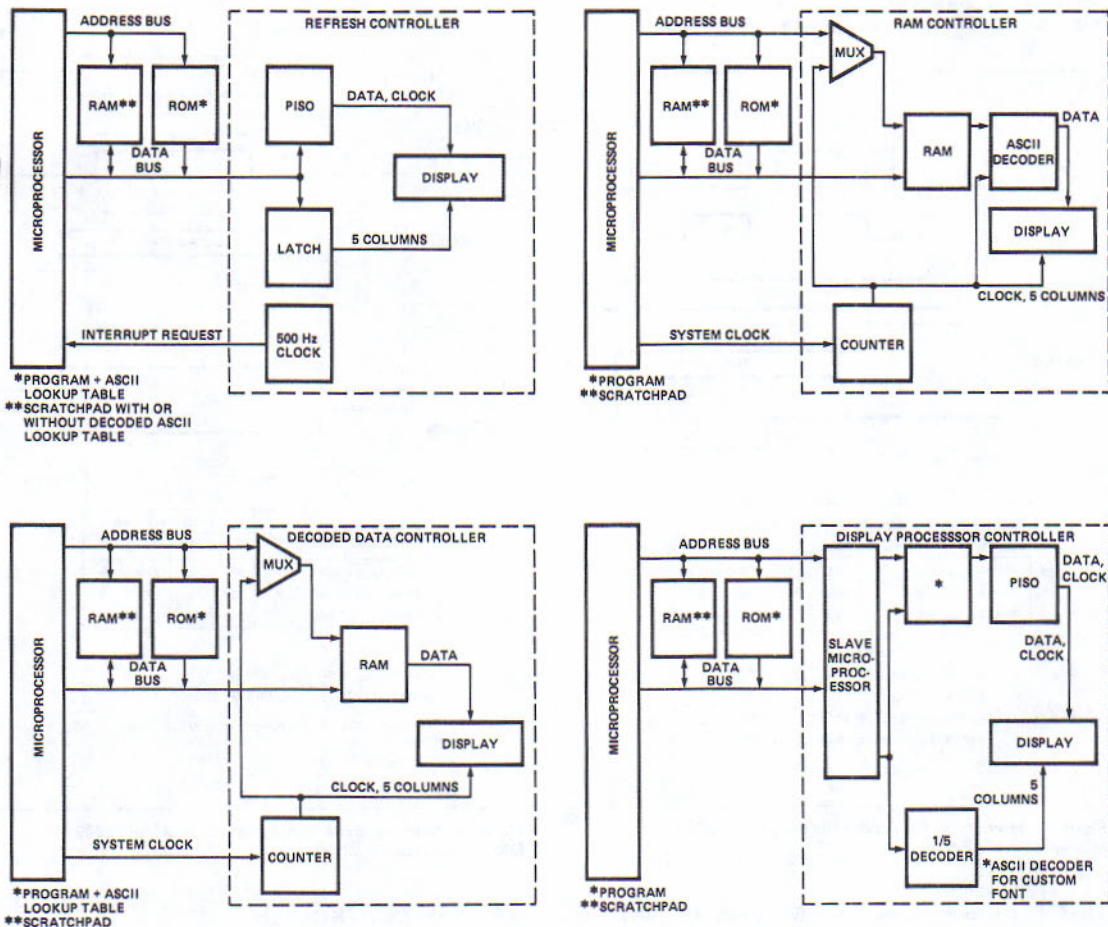 ADDRESS BUS
REFRESH CONTROLLER
MICROPROCESSOR
RAM**
ROM*
PISO
DATA, CLOCK
DATA
BUS
DISPLAY
LATCH
5 COLUMNS
INTERRUPT REQUEST
500 Hz
CLOCK
*PROGRAM + ASCII
LOOKUP TABLE
**SCRATCHPAD WITH OR
WITHOUT DECODED ASCII
LOOKUP TABLE
ADDRESS BUS
RAM CONTROLLER
MICROPROCESSOR
MUX
RAM**
ROM*
DATA
BUS
RAM
ASCII
DECODER
DATA
DISPLAY
CLOCK, 5 COLUMNS
SYSTEM CLOCK
COUNTER
*PROGRAM
**SCRATCHPAD
ADDRESS BUS
DECODED DATA CONTROLLER
MICROPROCESSOR
MUX
RAM**
ROM*
DATA
BUS
RAM
DATA
DISPLAY
CLOCK, 5 COLUMNS
SYSTEM CLOCK
COUNTER
*PROGRAM + ASCII
LOOKUP TABLE
**SCRATCHPAD
ADDRESS BUS
DISPLAY PROCESSSOR CONTROLLER
MICROPROCESSOR
RAM**
ROM*
DATA
BUS
SLAVE
MICRO-
PROC-
ESSOR
*
PISO
DATA,
CLOCK
DATA,
CLOCK
DISPLAY
5
COLUMNS
1/5
DECODER
*ASCII DECODER
FOR CUSTOM
FONT
*PROGRAM
**SCRATCHPAD